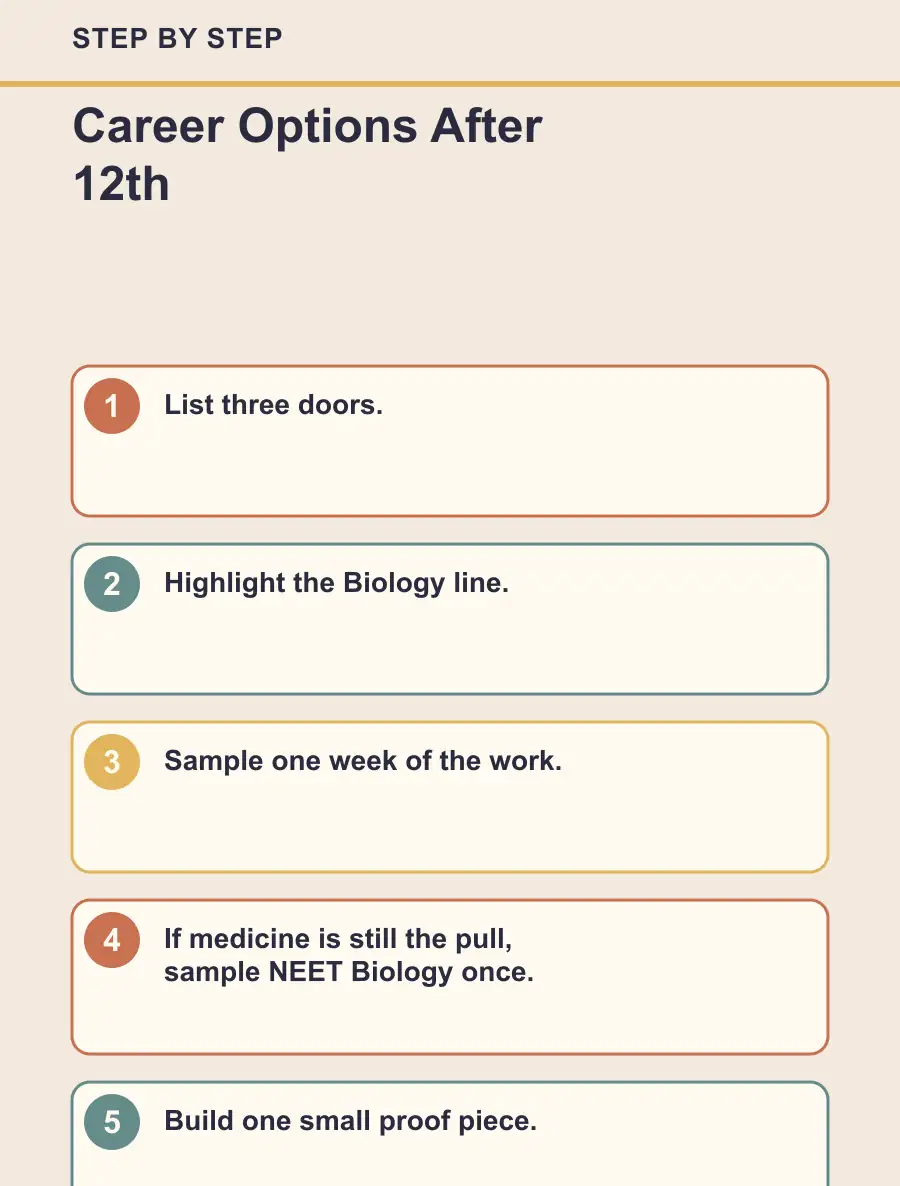 STEP BY STEP
Career Options After
12th
1
List three doors.
2
Highlight the Biology line.
3
Sample one week of the work.
4
If medicine is still the pull,
sample NEET Biology once.
5
Build one small proof piece.